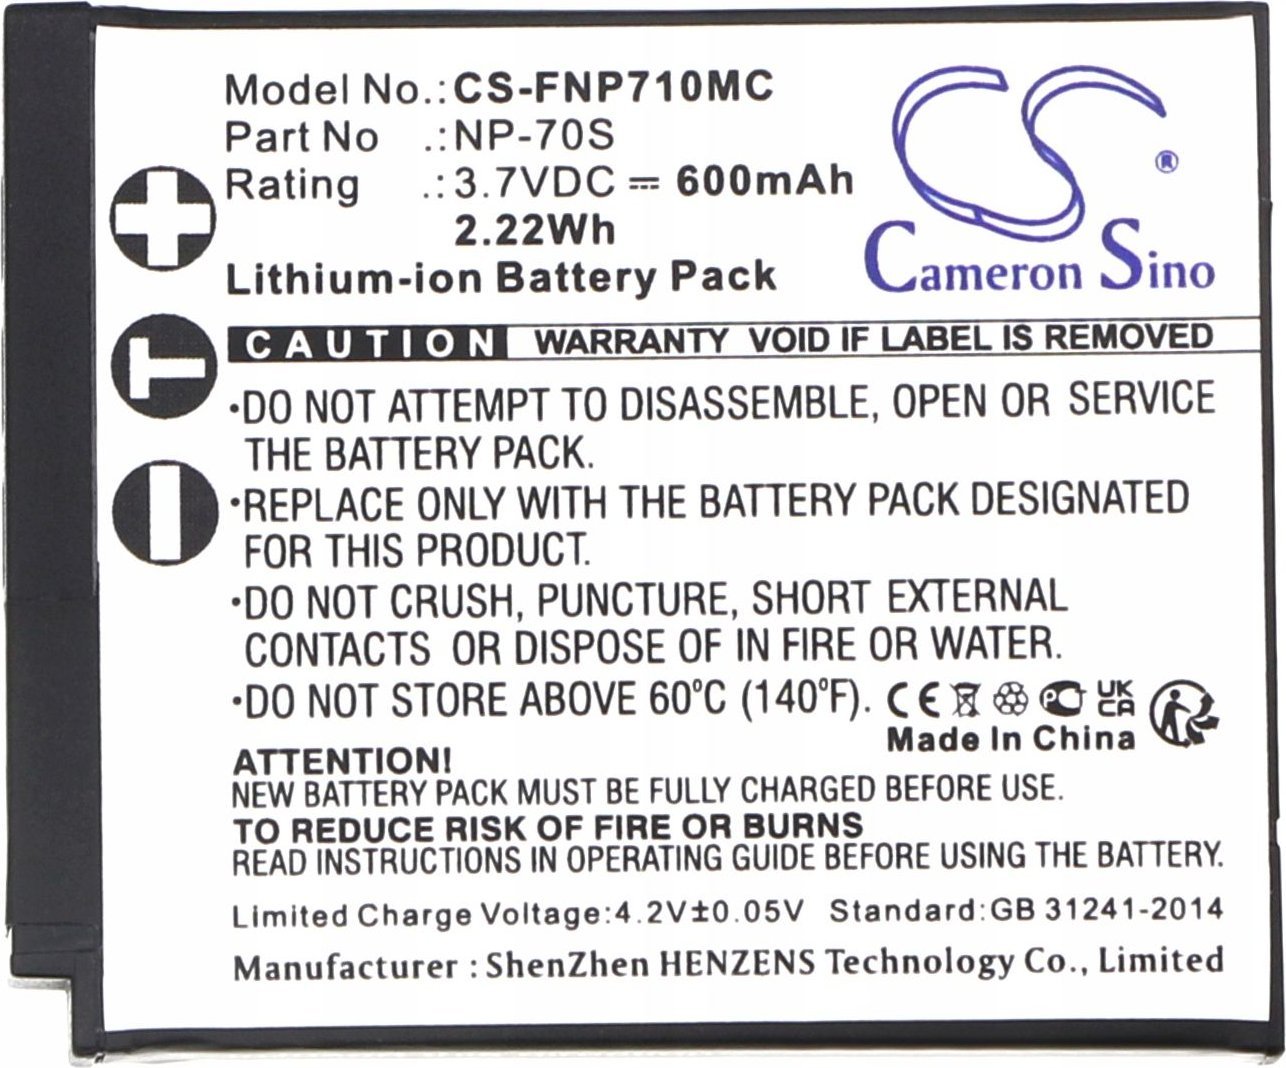 Model No.:CS-FNP710MC
Part No .:NP-70S
Rating .:3.7VDC ⎓ 600mAh
2.22Wh
Lithium-ion Battery Pack
CS®
Cameron Sino
T
CAUTION WARRANTY VOID IF LABEL IS REMOVED
•DO NOT ATTEMPT TO DISASSEMBLE, OPEN OR SERVICE
THE BATTERY PACK.
•REPLACE ONLY WITH THE BATTERY PACK DESIGNATED
FOR THIS PRODUCT.
•DO NOT CRUSH, PUNCTURE, SHORT EXTERNAL
CONTACTS OR DISPOSE OF IN FIRE OR WATER.
•DO NOT STORE ABOVE 60°C (140°F). CE UK CA
Made In China
ATTENTION!
NEW BATTERY PACK MUST BE FULLY CHARGED BEFORE USE.
TO REDUCE RISK OF FIRE OR BURNS
READ INSTRUCTIONS IN OPERATING GUIDE BEFORE USING THE BATTERY.
Limited Charge Voltage:4.2V±0.05V Standard:GB 31241-2014
Manufacturer : ShenZhen HENZENS Technology Co., Limited